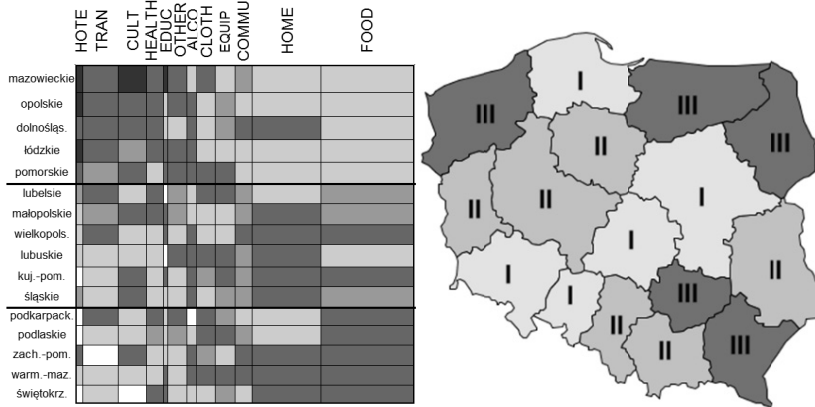 HOTE
TRAN
CULT
HEALTH
EDUC
OTHER
ALCO
CLOTH
EQUIP
COMMU
HOME
FOOD
mazowieckie
opolskie
dolnośląs.
łódzkie
pomorskie
lubelsie
małopolskie
wielkopols.
lubuskie
kuj.-pom.
śląskie
podkarpack.
podlaskie
zach.-pom.
warm.-maz.
świętokrz.
I
III
III
III
II
I
II
II
I
II
I
III
I
II
II
III